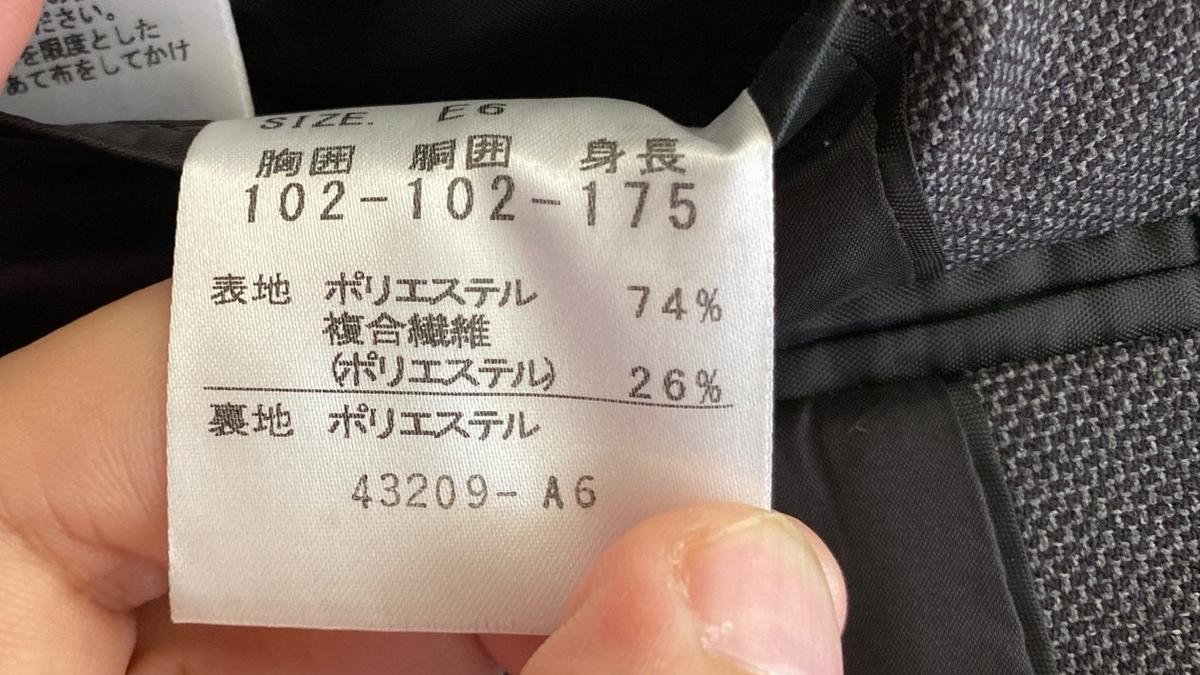 ださい。
を限度とした
あて布をしてかけ
SIZE. E6
胸囲 胴囲 身長
102-102-175
表地 ポリエステル 74%
複合繊維
(ポリエステル) 26%
裏地 ポリエステル
43209- A6